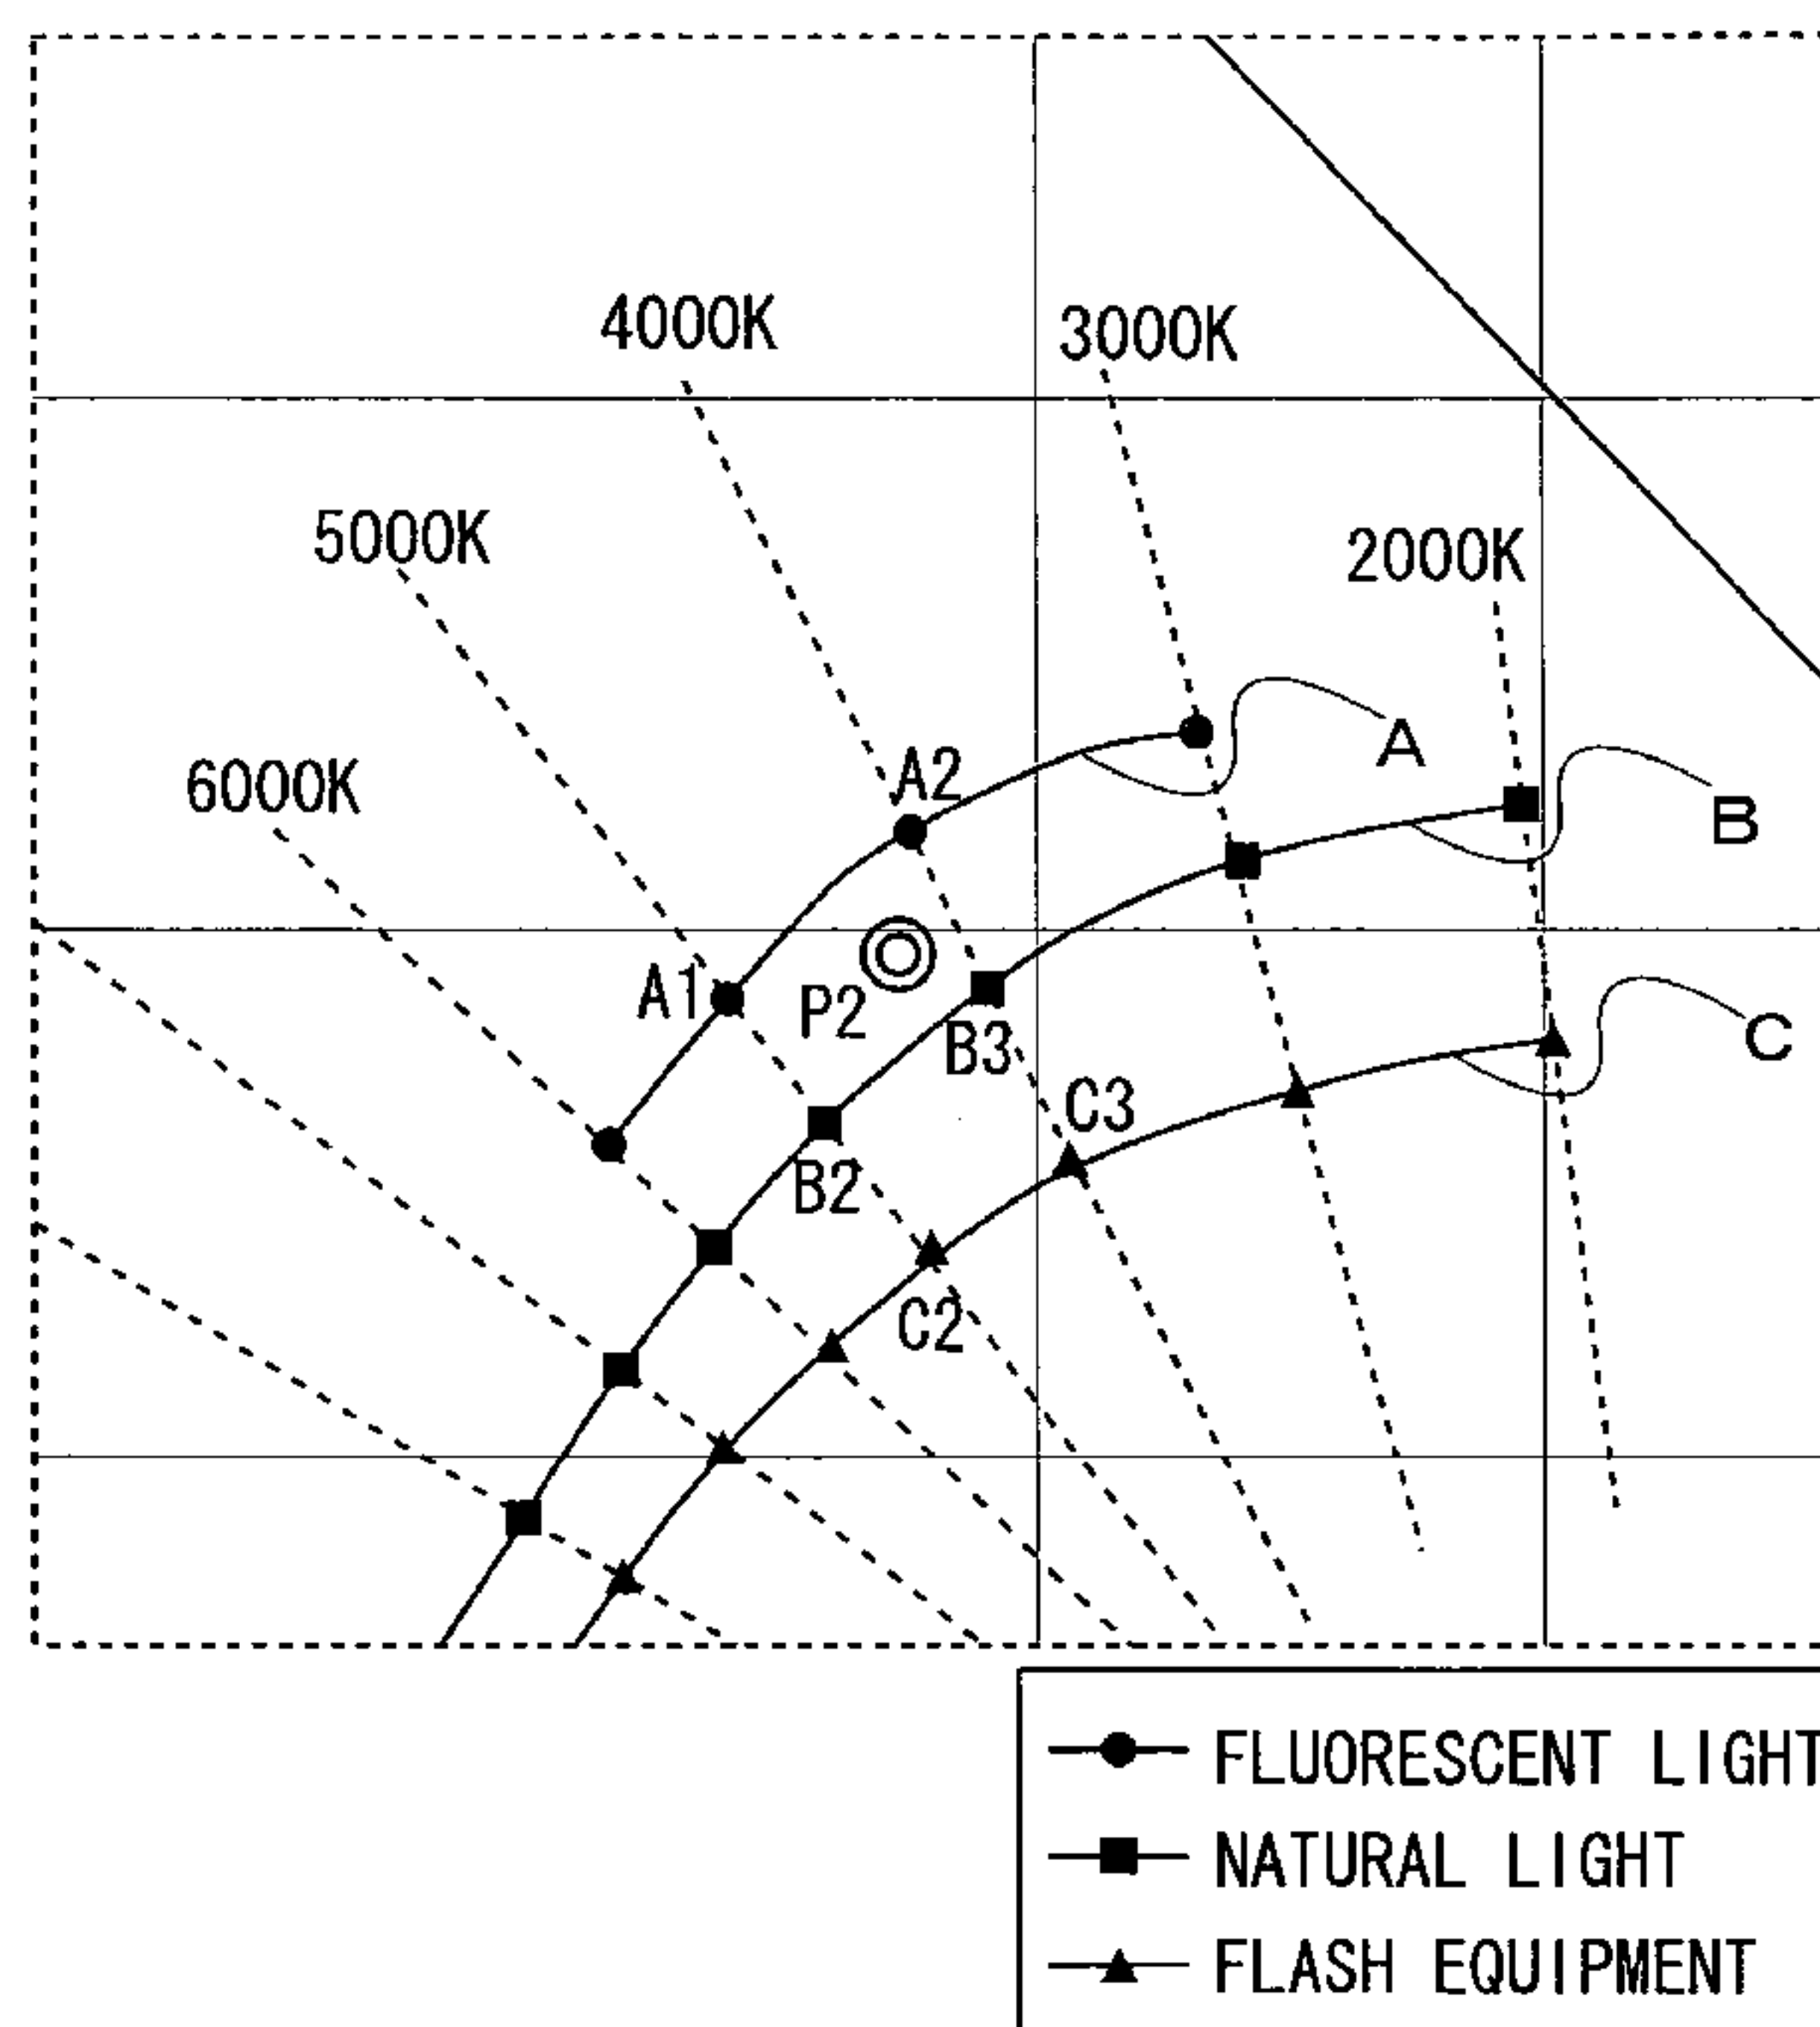 4000K
3000K
5000K
2000K
A
A2
6000K
B
A1
P2
B3
C
C3
B2
C2
FLUORESCENT LIGHT
NATURAL LIGHT
FLASH EQUIPMENT